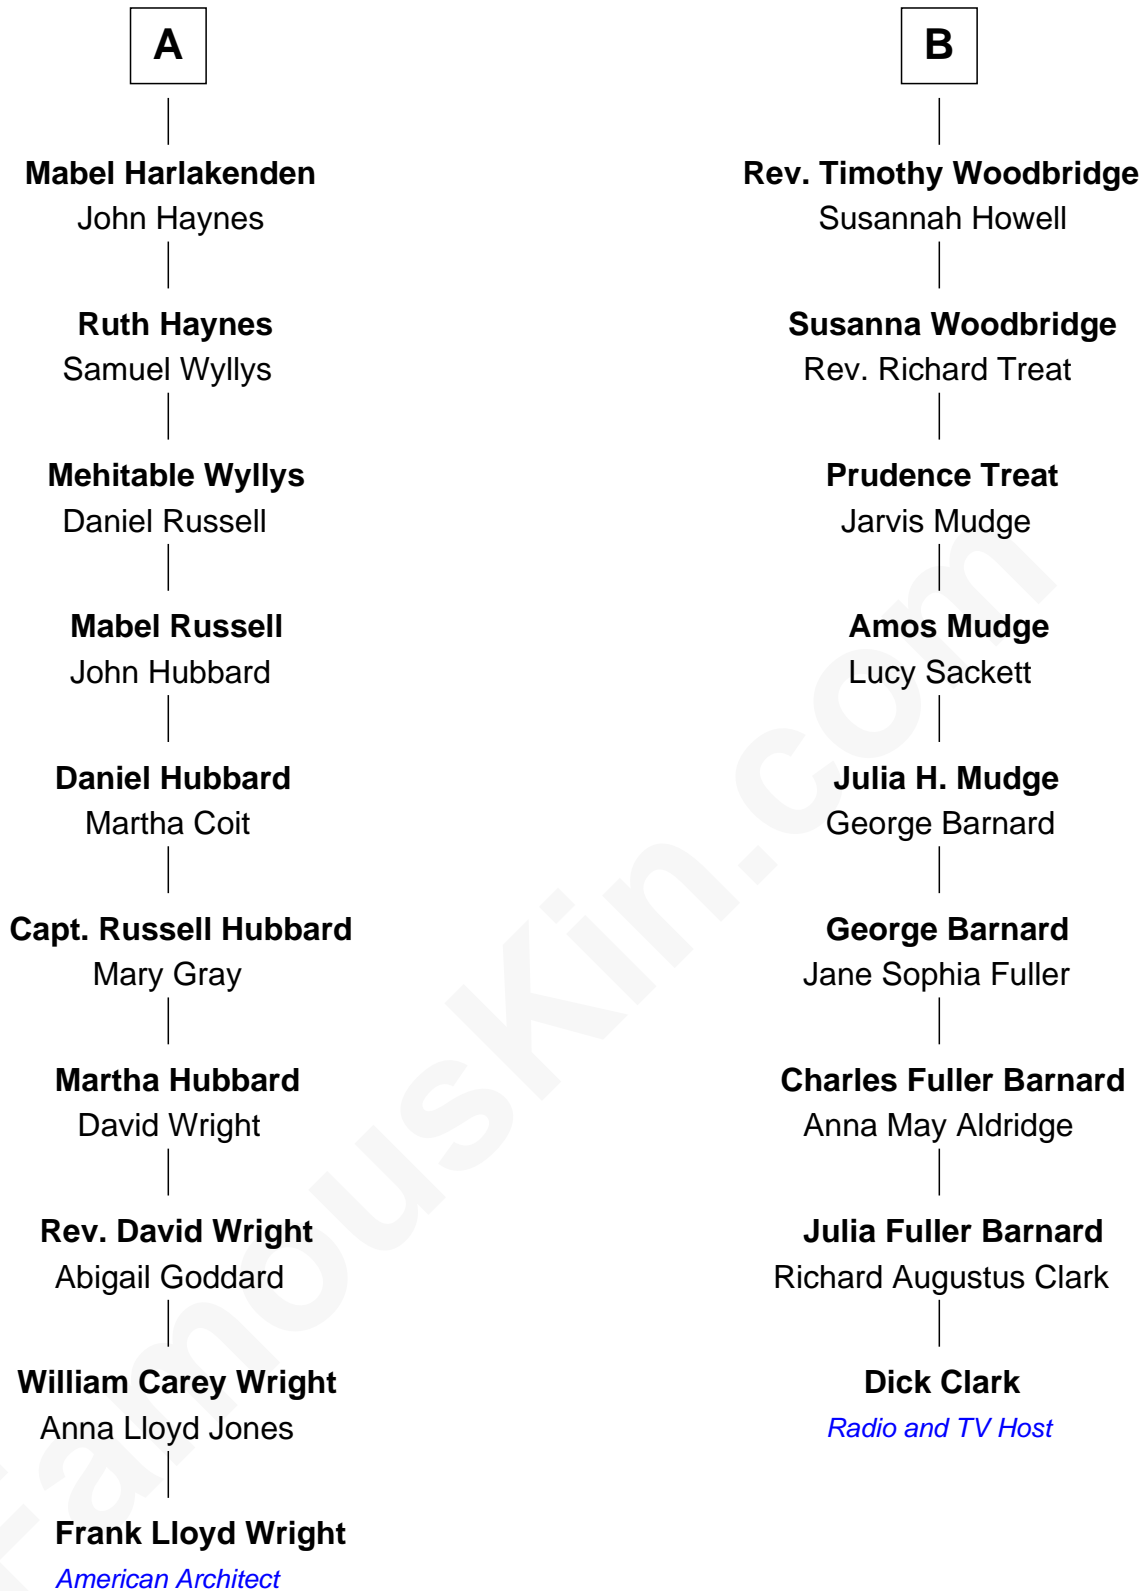 A
Mabel Harlakenden
John Haynes
Ruth Haynes
Samuel Wyllys
Mehitable Wyllys
Daniel Russell
Mabel Russell
John Hubbard
Daniel Hubbard
Martha Coit
Capt. Russell Hubbard
Mary Gray
Martha Hubbard
David Wright
Rev. David Wright
Abigail Goddard
William Carey Wright
Anna Lloyd Jones
Frank Lloyd Wright
American Architect
B
Rev. Timothy Woodbridge
Susannah Howell
Susanna Woodbridge
Rev. Richard Treat
Prudence Treat
Jarvis Mudge
Amos Mudge
Lucy Sackett
Julia H. Mudge
George Barnard
George Barnard
Jane Sophia Fuller
Charles Fuller Barnard
Anna May Aldridge
Julia Fuller Barnard
Richard Augustus Clark
Dick Clark
Radio and TV Host
FamousKin.com